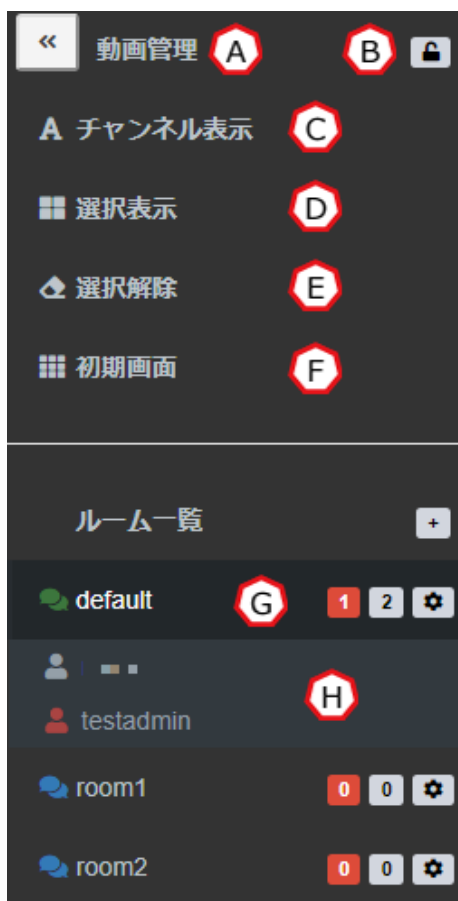 « 動画管理 A B
A チャンネル表示 C
選択表示 D
選択解除 E
初期画面 F
ルーム一覧 +
default G 1 2
H
testadmin
room1 0 0
room2 0 0